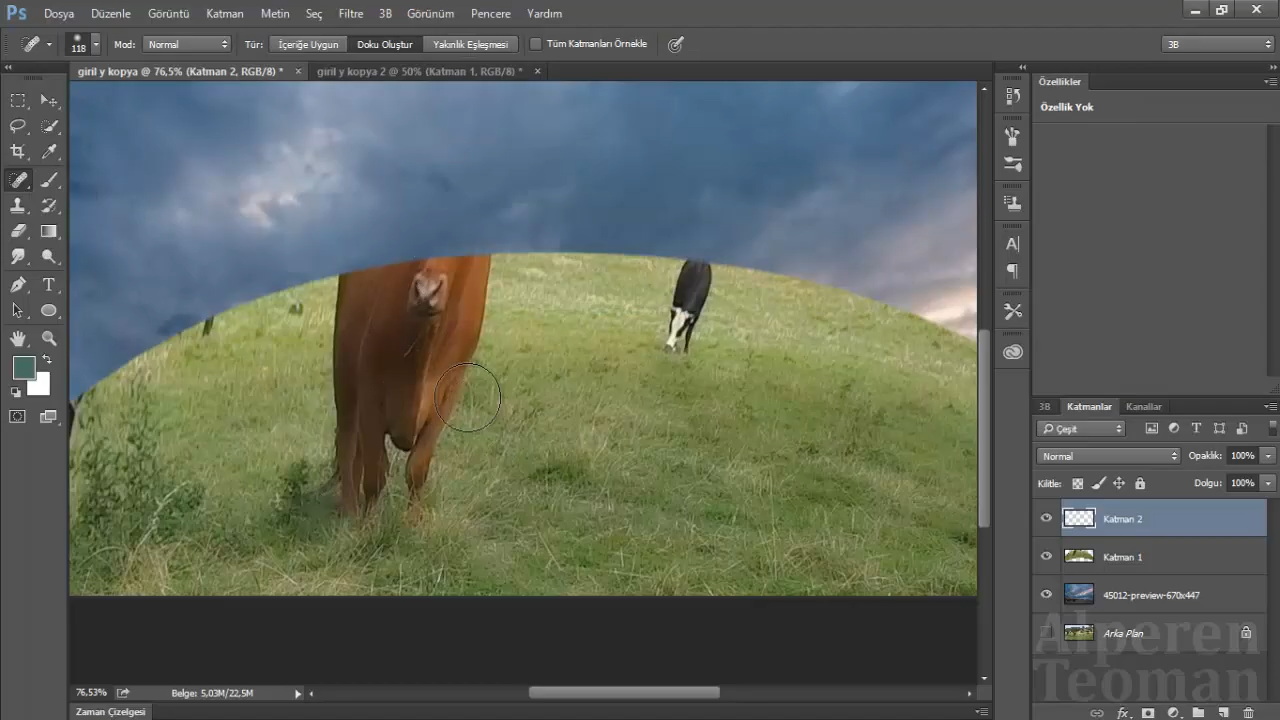 Ps Dosya Düzenle Görüntü Katman Metin Seç Filtre 3B Görünüm Pencere Yardım
118 Mod: Normal Tür: İçeriğe Uygun Doku Oluştur Yakınlık Eşleşmesi Tüm Katmanları Örnekle 3B
giril y kopya @ 76,5% (Katman 2, RGB/8) * × giril y kopya 2 @ 50% (Katman 1, RGB/8) * ×
Özellikler
Özellik Yok
3B Katmanlar Kanallar
Çeşit
Normal Opaklık: 100%
Kilitle: Dolgu: 100%
Katman 2
Katman 1
45012-preview-670x447
Arka Plan
Alperen
Teoman
76,53% Belge: 5,03M/22,5M
Zaman Çizelgesi